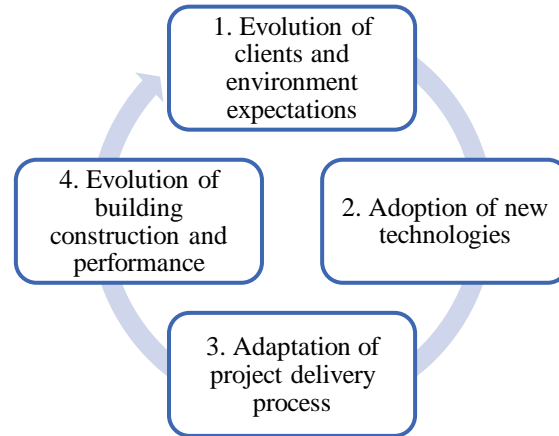 1. Evolution of
clients and
environment
expectations
2. Adoption of new
technologies
3. Adaptation of
project delivery
process
4. Evolution of
building
construction and
performance